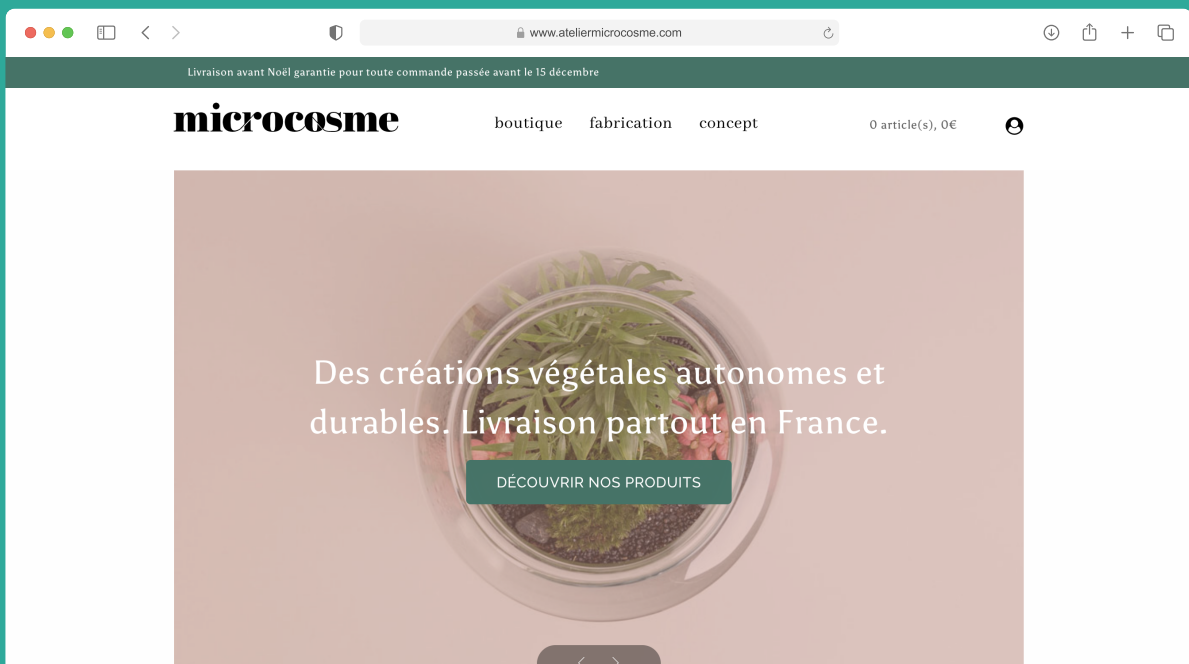 www.ateliermicrocosme.com
Livraison avant Noël garantie pour toute commande passée avant le 15 décembre
microcosme
boutique fabrication concept
0 article(s), 0€
Des créations végétales autonomes et
durables. Livraison partout en France.
DÉCOUVRIR NOS PRODUITS